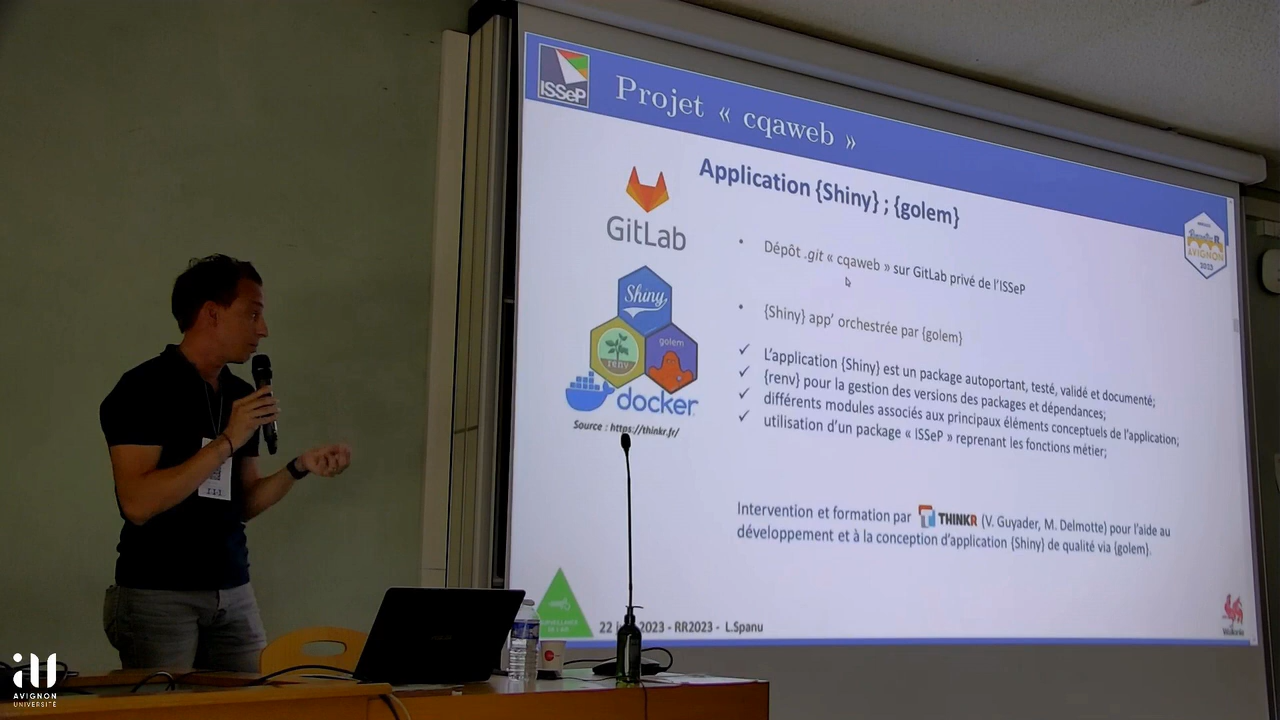 ISSeP
Projet « cqaweb »
Application {Shiny} ; {golem}
GitLab
• Dépôt .git « cqaweb » sur GitLab privé de l'ISSeP
• {Shiny} app' orchestrée par {golem}
Shiny
renv
golem
docker
Source : https://thinkr.fr/
✓ L'application {Shiny} est un package autoportant, testé, validé et documenté;
✓ {renv} pour la gestion des versions des packages et dépendances;
✓ différents modules associés aux principaux éléments conceptuels de l'application;
✓ utilisation d'un package « ISSeP » reprenant les fonctions métier;
Intervention et formation par THINKR (V. Guyader, M. Delmotte) pour l'aide au
développement et à la conception d'application {Shiny} de qualité via {golem}.
AVIGNON
2023
22 2023 - RR2023 - L.Spanu
AVIGNON
UNIVERSITÉ